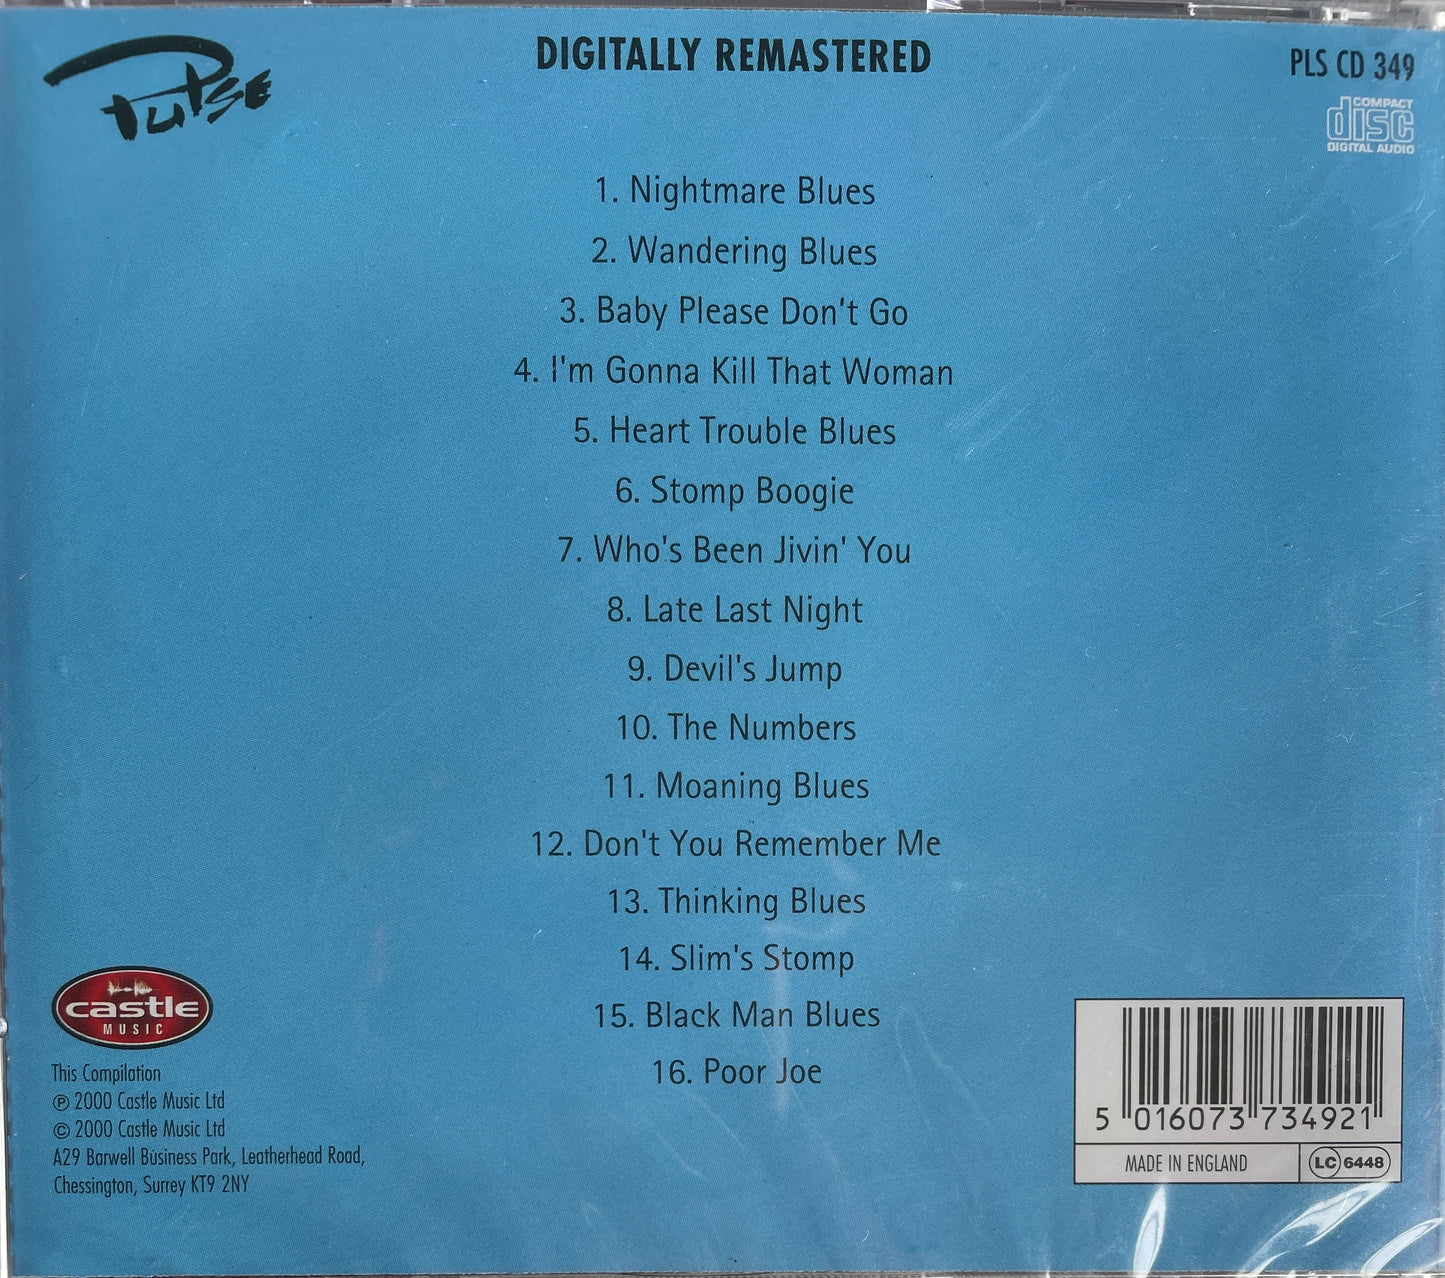 Pulse
DIGITALLY REMASTERED
PLS CD 349
COMPACT
disc
DIGITAL AUDIO
1. Nightmare Blues
2. Wandering Blues
3. Baby Please Don't Go
4. I'm Gonna Kill That Woman
5. Heart Trouble Blues
6. Stomp Boogie
7. Who's Been Jivin' You
8. Late Last Night
9. Devil's Jump
10. The Numbers
11. Moaning Blues
12. Don't You Remember Me
13. Thinking Blues
14. Slim's Stomp
15. Black Man Blues
16. Poor Joe
castle
MUSIC
This Compilation
℗ 2000 Castle Music Ltd
© 2000 Castle Music Ltd
A29 Barwell Business Park, Leatherhead Road,
Chessington, Surrey KT9 2NY
5 016073 734921
MADE IN ENGLAND
LC 6448